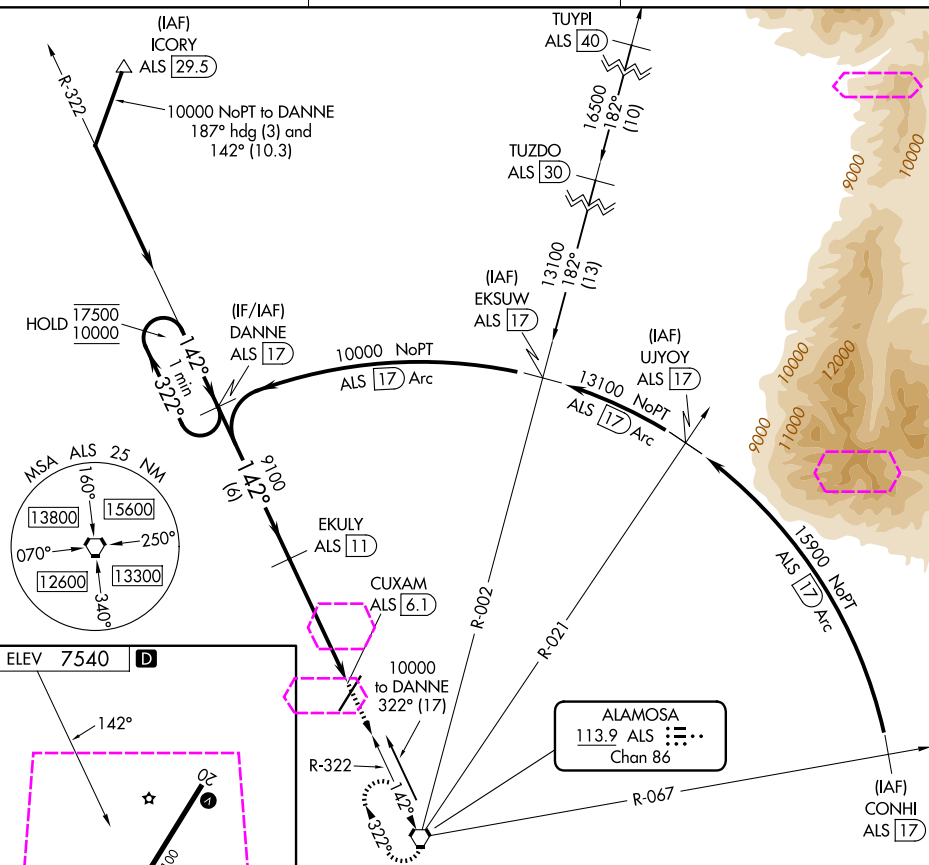 (IAF)
ICORY
ALS 29.5
R-322
10000 NoPT to DANNE
187° hdg (3) and
142° (10.3)
TUYPI
ALS 40
16500
182°
(10)
TUZDO
ALS 30
13100
182°
(13)
9000
10000
HOLD 17500
10000
142°
1 min
322°
(IF/IAF)
DANNE
ALS 17
10000 NoPT
ALS 17 Arc
(IAF)
EKSUW
ALS 17
13100 NoPT
ALS 17 Arc
(IAF)
UJYOY
ALS 17
10000
12000
9000
11000
15900 NoPT
ALS 17 Arc
9100
142°
(6)
MSA ALS 25 NM
160°
13800
15600
070°
250°
12600
13300
340°
EKULY
ALS 11
CUXAM
ALS 6.1
R-002
R-021
10000
to DANNE
322° (17)
R-322
142°
322°
ALAMOSA
113.9 ALS
Chan 86
R-067
(IAF)
CONHI
ALS 17
ELEV 7540 D
142°
20
V
100